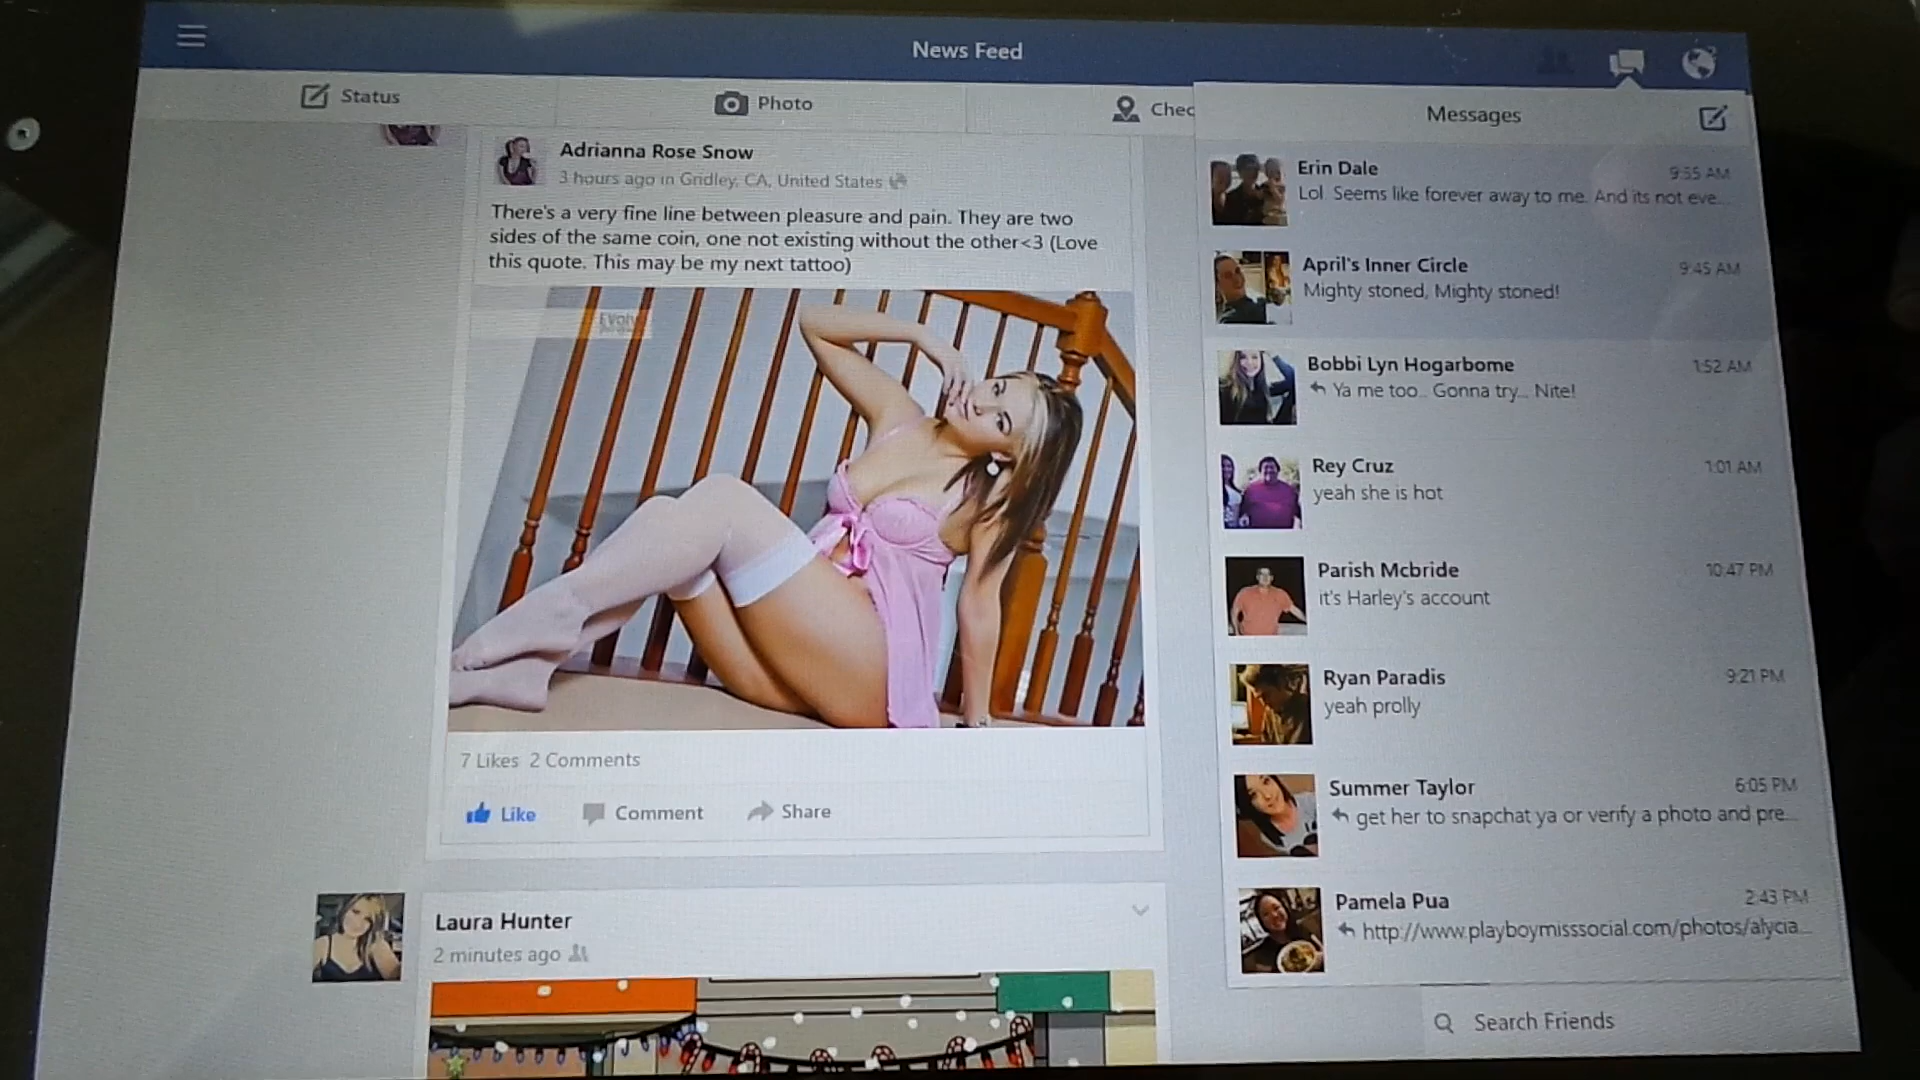 News Feed
Status
Photo
Chec
Adrianna Rose Snow
3 hours ago in Gridley, CA, United States
There's a very fine line between pleasure and pain. They are two
sides of the same coin, one not existing without the other<3 (Love
this quote. This may be my next tattoo)
7 Likes 2 Comments
Like
Comment
Share
Laura Hunter
2 minutes ago
Messages
Erin Dale
9:55 AM
Lol Seems like forever away to me. And its not eve...
April's Inner Circle
9:45 AM
Mighty stoned, Mighty stoned!
Bobbi Lyn Hogarbome
1:52 AM
Ya me too.. Gonna try... Nite!
Rey Cruz
1:01 AM
yeah she is hot
Parish Mcbride
10:47 PM
it's Harley's account
Ryan Paradis
9:21 PM
yeah prolly
Summer Taylor
6:05 PM
get her to snapchat ya or verify a photo and pre...
Pamela Pua
2:43 PM
http://www.playboymisssocial.com/photos/alycia...
Search Friends